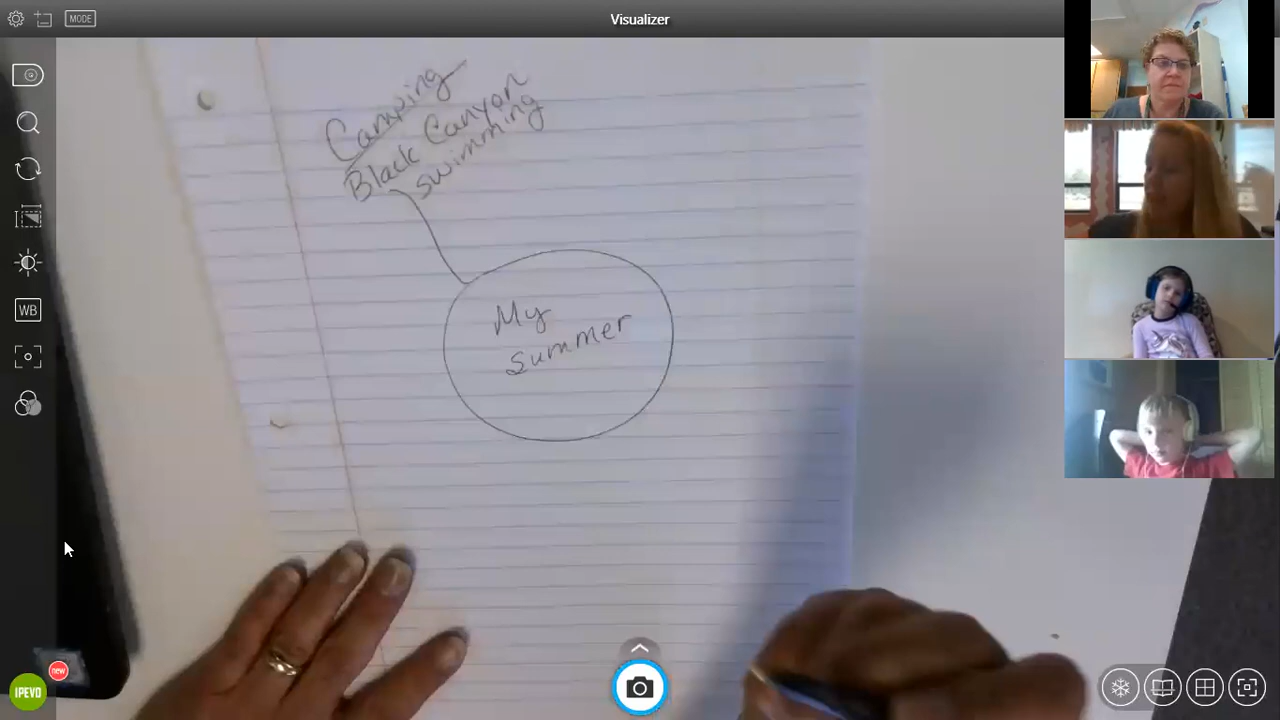 Visualizer
MODE
Camping
Black Canyon
swimming
My
Summer
WB
new
IPEVO